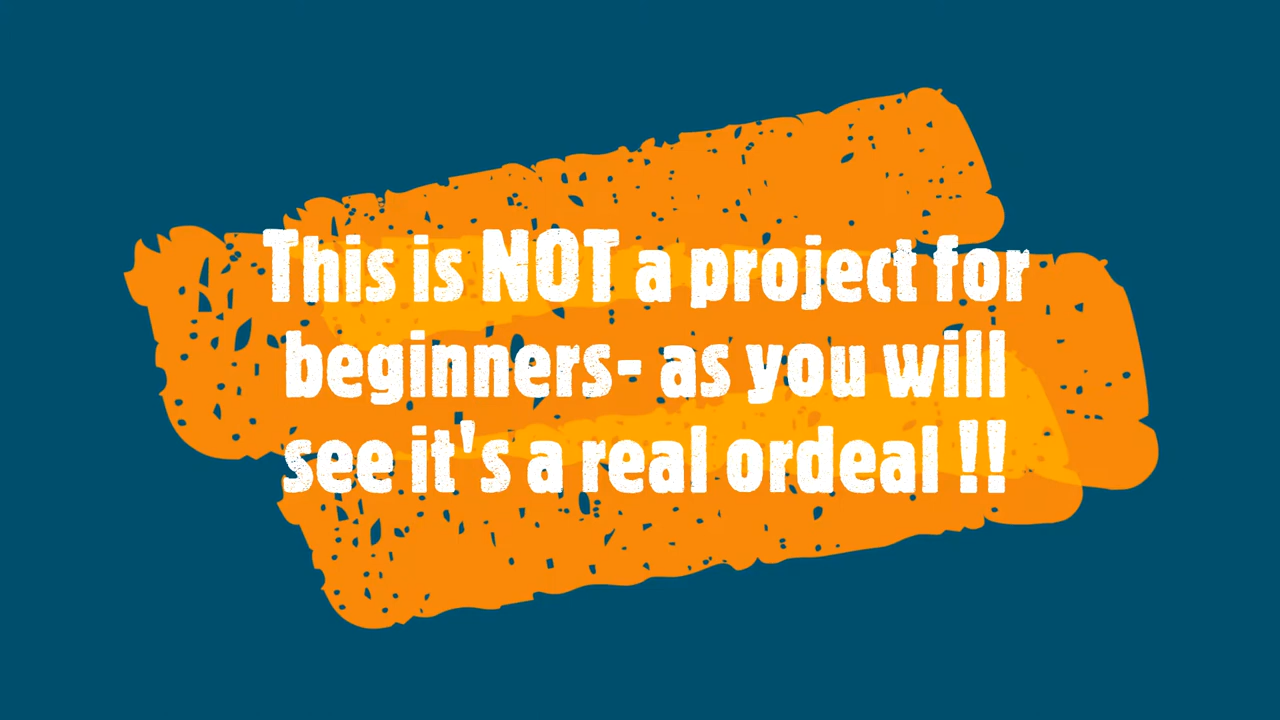 This is NOT a project for
beginners- as you will
see it's a real ordeal !!